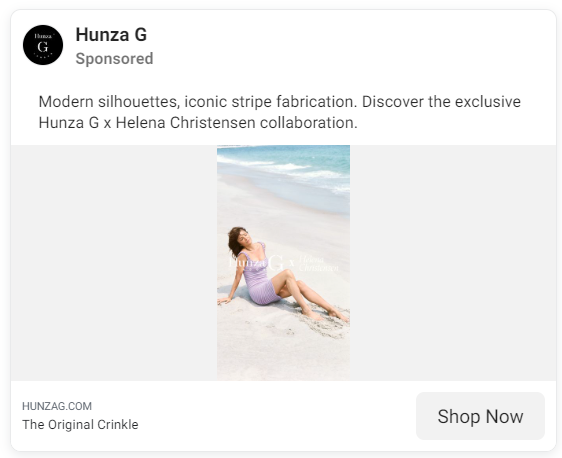 Hunza G
Hunza G
Sponsored
Modern silhouettes, iconic stripe fabrication. Discover the exclusive
Hunza G x Helena Christensen collaboration.
Hunza G x Helena Christensen
HUNZAG.COM
The Original Crinkle
Shop Now